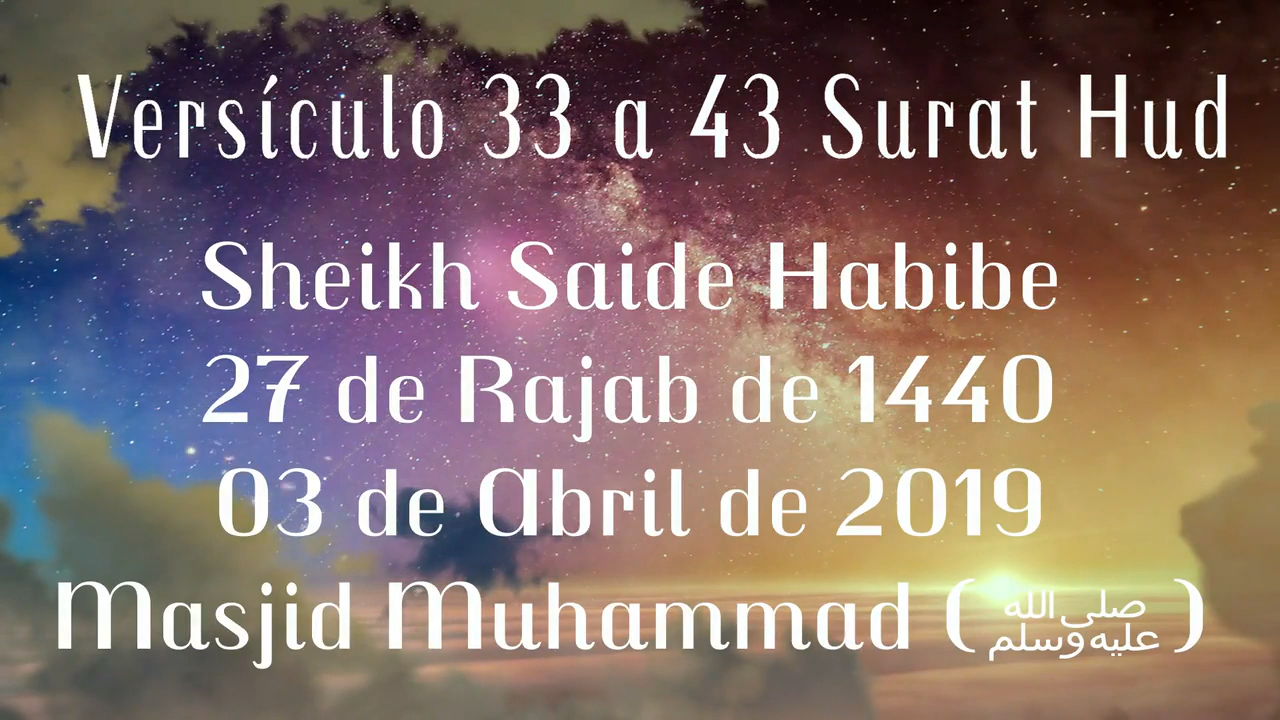 Versículo 33 a 43 Surat Hud
Sheikh Saide Habibe
27 de Rajab de 1440
03 de Abril de 2019
Masjid Muhammad (صلى الله عليه وسلم)